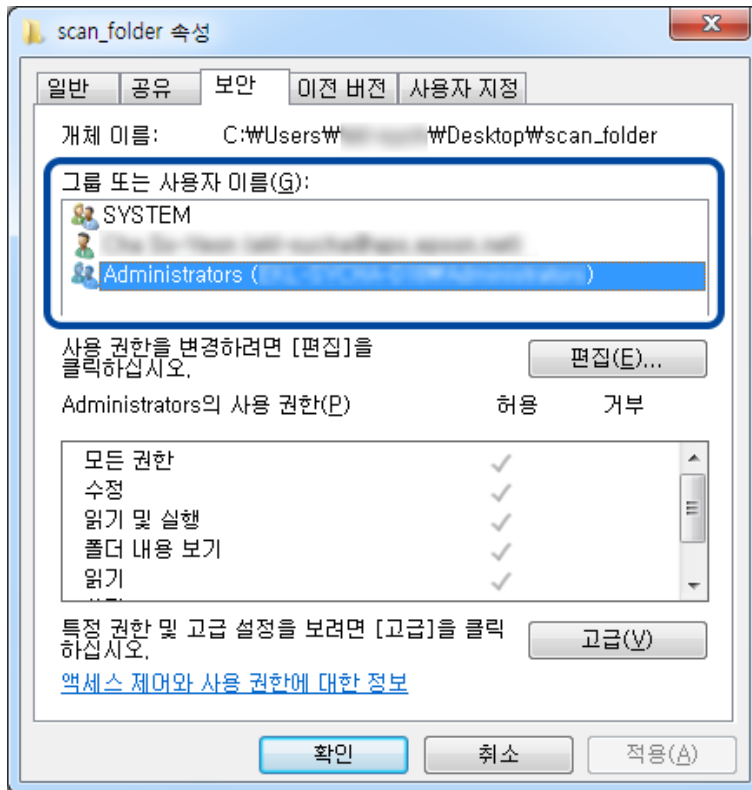 scan_folder 속성
일반 공유 보안 이전 버전 사용자 지정
개체 이름: C:₩Users₩ ₩Desktop₩scan_folder
그룹 또는 사용자 이름(G):
SYSTEM
Administrators ( )
사용 권한을 변경하려면 [편집]을
클릭하십시오.
편집(E)...
Administrators의 사용 권한(P) 허용 거부
모든 권한
수정
읽기 및 실행
폴더 내용 보기
읽기
특정 권한 및 고급 설정을 보려면 [고급]을 클릭
하십시오.
고급(V)
액세스 제어와 사용 권한에 대한 정보
확인 취소 적용(A)